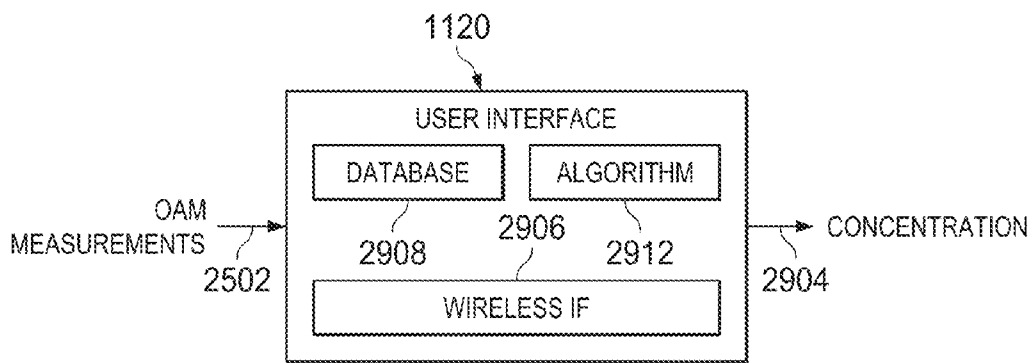 1120
USER INTERFACE
DATABASE
ALGORITHM
OAM
MEASUREMENTS
2502
2908
2906
2912
2904
CONCENTRATION
WIRELESS IF